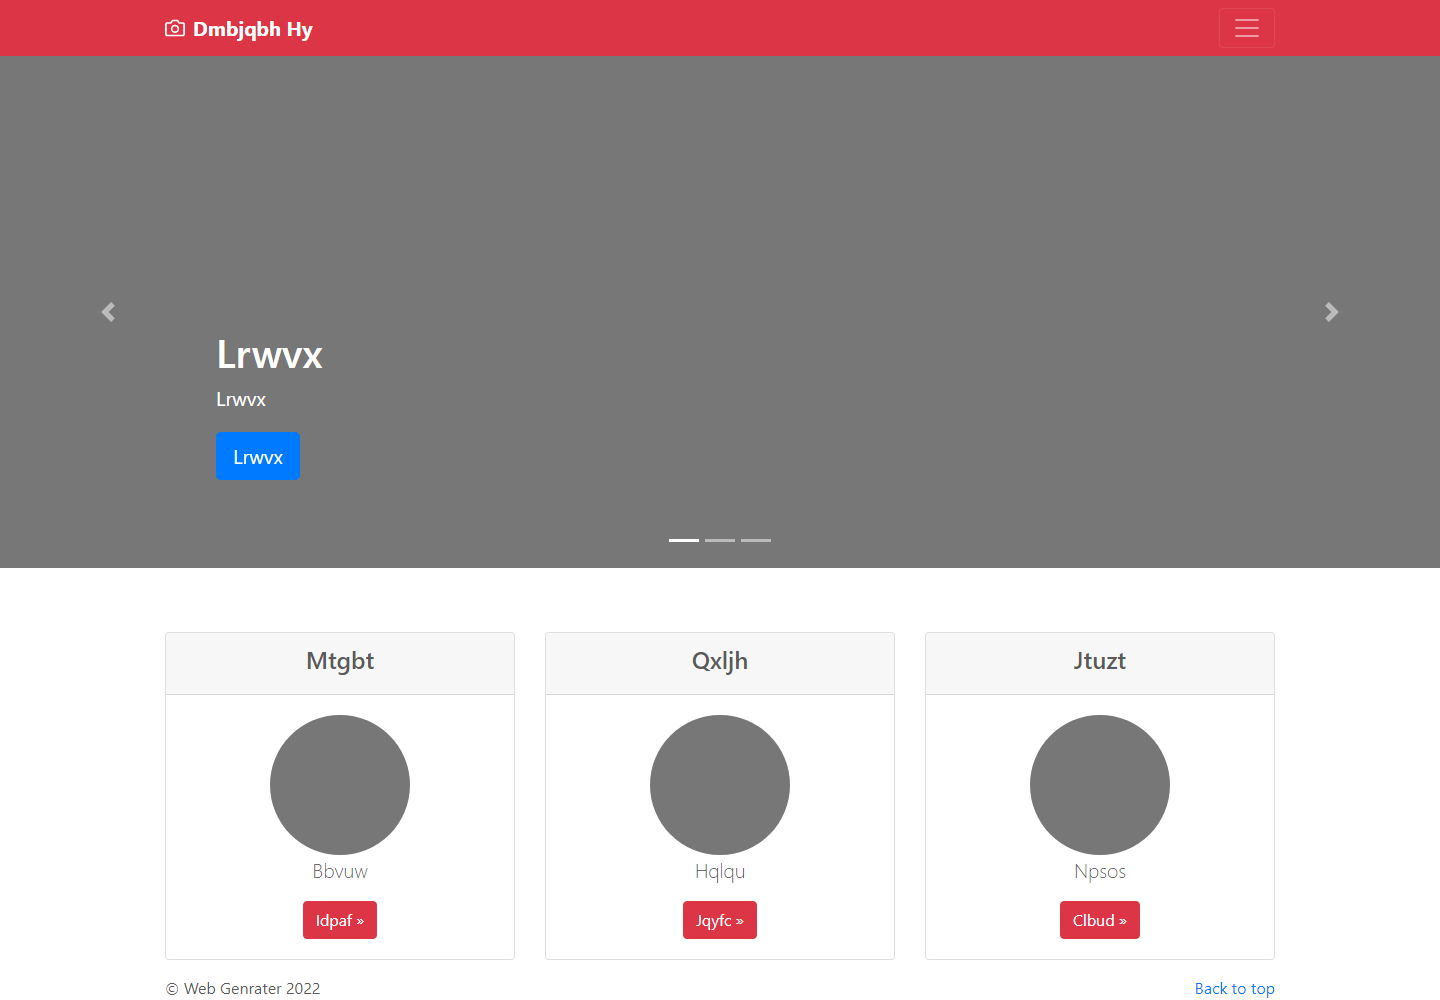 Dmbjqbh Hy
Lrwvx
Lrwvx
Lrwvx
Mtgbt
Qxljh
Jtuzt
Bbvuw
Hqlqu
Npsos
Idpaf »
Jqyfc »
Clbud »
© Web Genrater 2022
Back to top